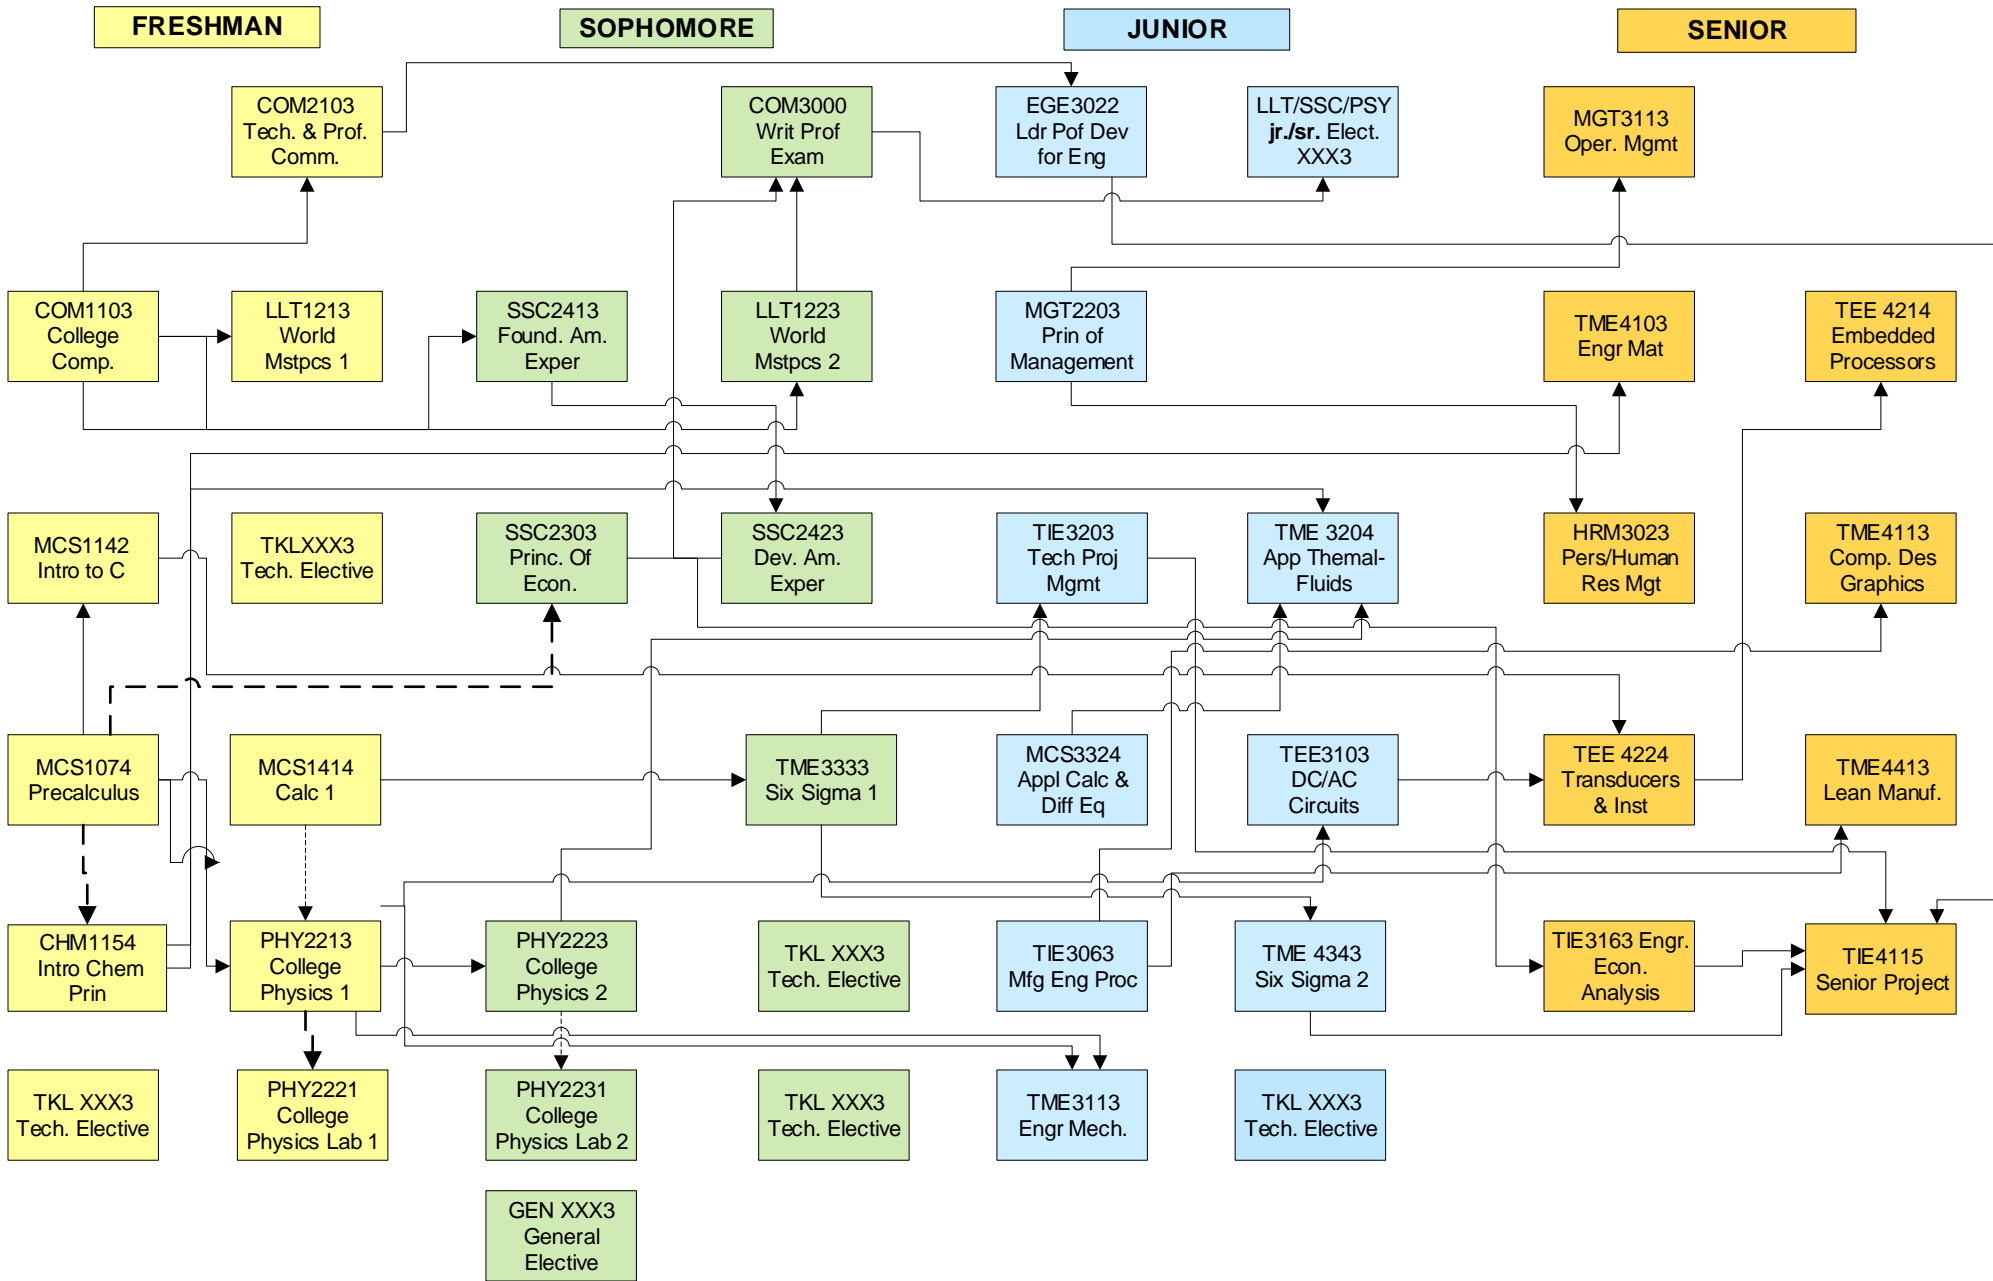 FRESHMAN
SOPHOMORE
JUNIOR
SENIOR
COM2103
Tech. & Prof.
Comm.
COM3000
Writ Prof
Exam
EGE3022
Ldr Pof Dev
for Eng
LLT/SSC/PSY
jr./sr. Elect.
XXX3
MGT3113
Oper. Mgmt
COM1103
College
Comp.
LLT1213
World
Mstpcs 1
SSC2413
Found. Am.
Exper
LLT1223
World
Mstpcs 2
MGT2203
Prin of
Management
TME4103
Engr Mat
TEE 4214
Embedded
Processors
MCS1142
Intro to C
TKLXXX3
Tech. Elective
SSC2303
Princ. Of
Econ.
SSC2423
Dev. Am.
Exper
TIE3203
Tech Proj
Mgmt
TME 3204
App Themal-
Fluids
HRM3023
Pers/Human
Res Mgt
TME4113
Comp. Des
Graphics
MCS1074
Precalculus
MCS1414
Calc 1
TME3333
Six Sigma 1
MCS3324
Appl Calc &
Diff Eq
TEE3103
DC/AC
Circuits
TEE 4224
Transducers
& Inst
TME4413
Lean Manuf.
CHM1154
Intro Chem
Prin
PHY2213
College
Physics 1
PHY2223
College
Physics 2
TKL XXX3
Tech. Elective
TIE3063
Mfg Eng Proc
TME 4343
Six Sigma 2
TIE3163 Engr.
Econ.
Analysis
TIE4115
Senior Project
TKL XXX3
Tech. Elective
PHY2221
College
Physics Lab 1
PHY2231
College
Physics Lab 2
TKL XXX3
Tech. Elective
TME3113
Engr Mech.
TKL XXX3
Tech. Elective
GEN XXX3
General
Elective